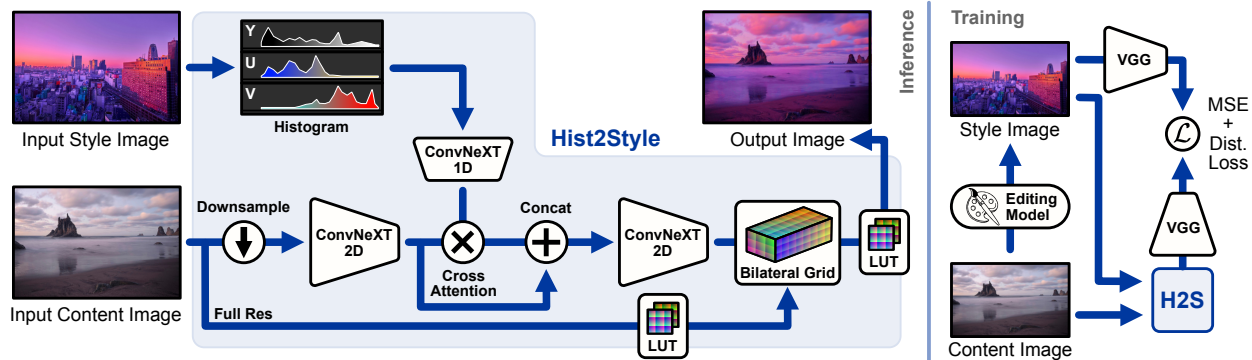 Input Style Image
Y
U
V
Histogram
Hist2Style
ConvNeXT
1D
Output Image
Inference
Input Content Image
Downsample
ConvNeXT
2D
Cross
Attention
Concat
ConvNeXT
2D
Bilateral Grid
LUT
Full Res
LUT
Training
Style Image
VGG
ℒ
MSE
+
Dist.
Loss
Editing
Model
VGG
Content Image
H2S